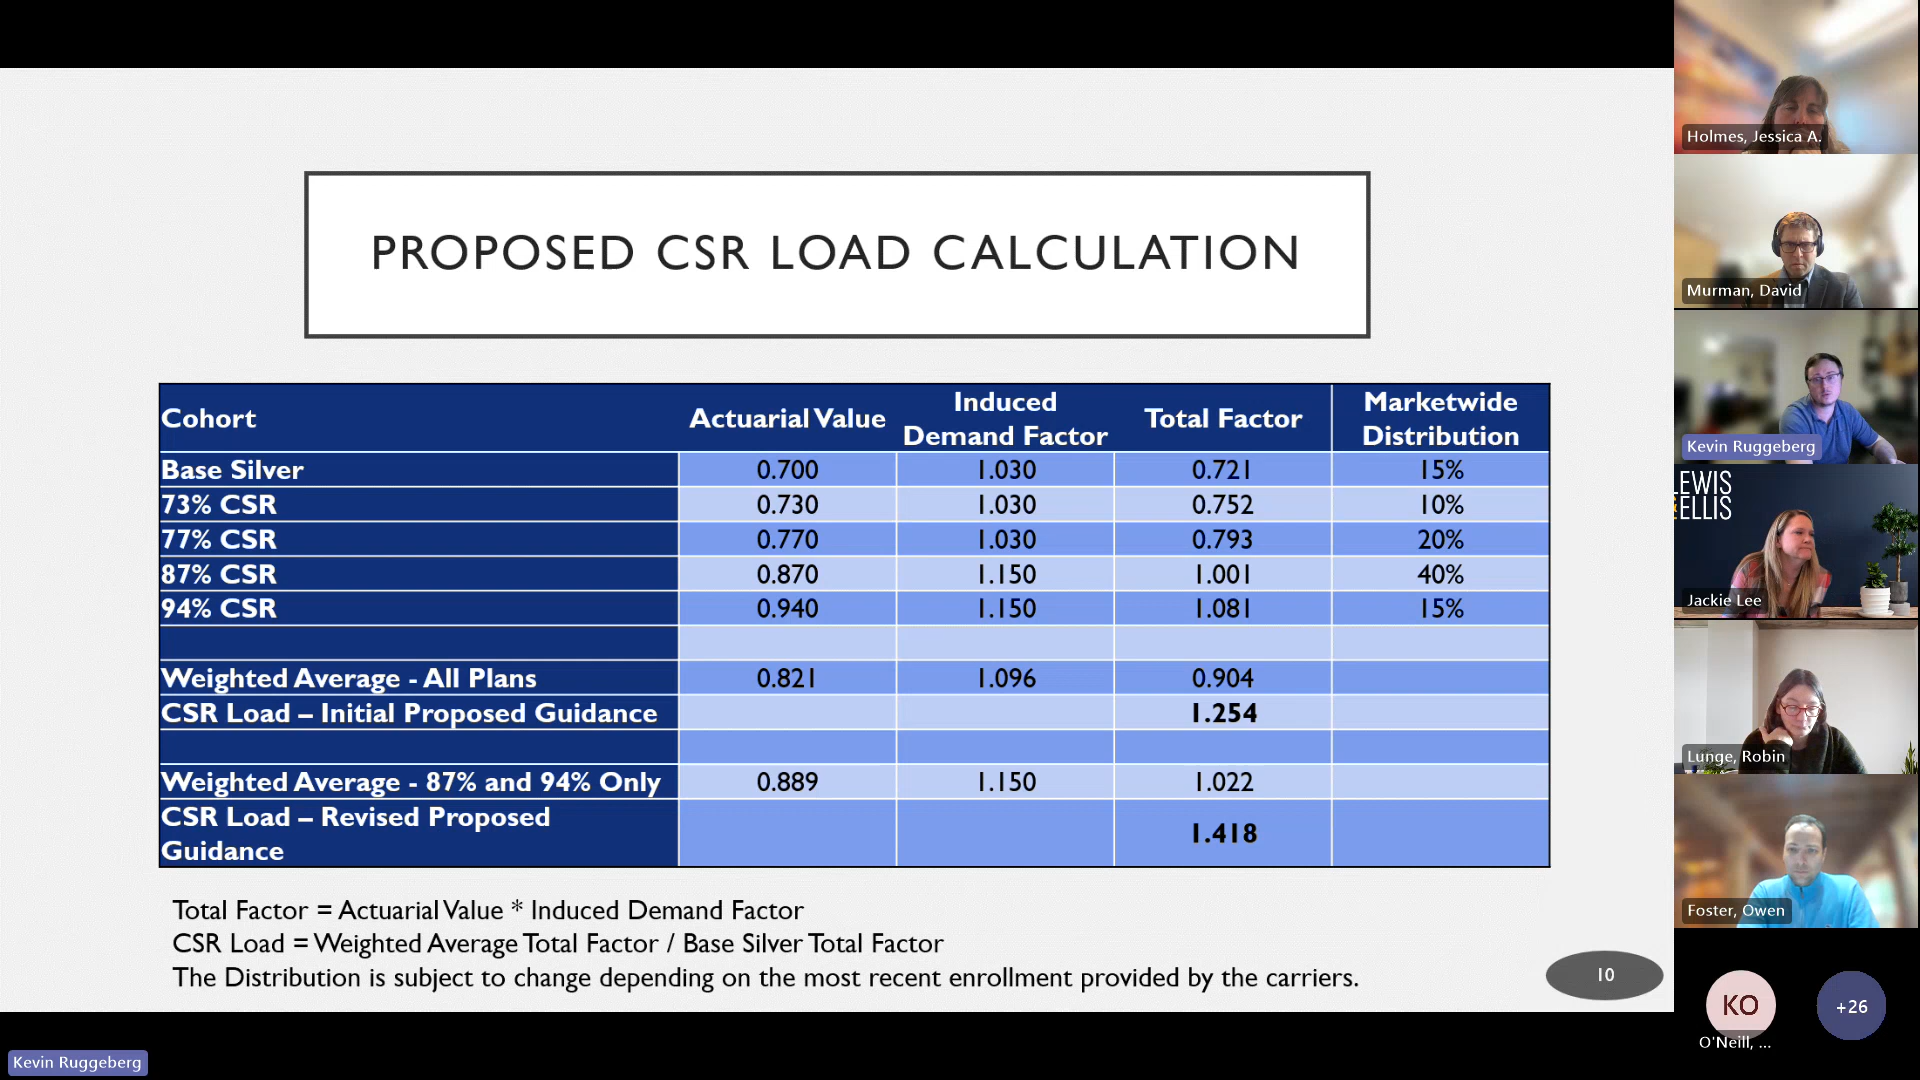 PROPOSED CSR LOAD CALCULATION
Cohort Actuarial Value Induced Demand Factor Total Factor Marketwide Distribution
Base Silver 0.700 1.030 0.721 15%
73% CSR 0.730 1.030 0.752 10%
77% CSR 0.770 1.030 0.793 20%
87% CSR 0.870 1.150 1.001 40%
94% CSR 0.940 1.150 1.081 15%
Weighted Average - All Plans 0.821 1.096 0.904
CSR Load – Initial Proposed Guidance 1.254
Weighted Average - 87% and 94% Only 0.889 1.150 1.022
CSR Load – Revised Proposed
Guidance 1.418
Total Factor = Actuarial Value * Induced Demand Factor
CSR Load = Weighted Average Total Factor / Base Silver Total Factor
The Distribution is subject to change depending on the most recent enrollment provided by the carriers.
10
Kevin Ruggeberg
Holmes, Jessica A.
Murman, David
Kevin Ruggeberg
LEWIS
&ELLIS
Jackie Lee
Lunge, Robin
Foster, Owen
KO
O'Neill, ...
+26